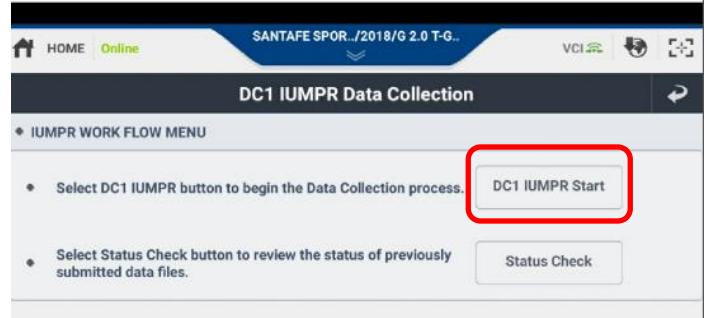 HOME Online SANTAFE SPOR../2018/G 2.0 T-G.. VCI
DC1 IUMPR Data Collection
IUMPR WORK FLOW MENU
Select DC1 IUMPR button to begin the Data Collection process. DC1 IUMPR Start
Select Status Check button to review the status of previously
submitted data files.
Status Check